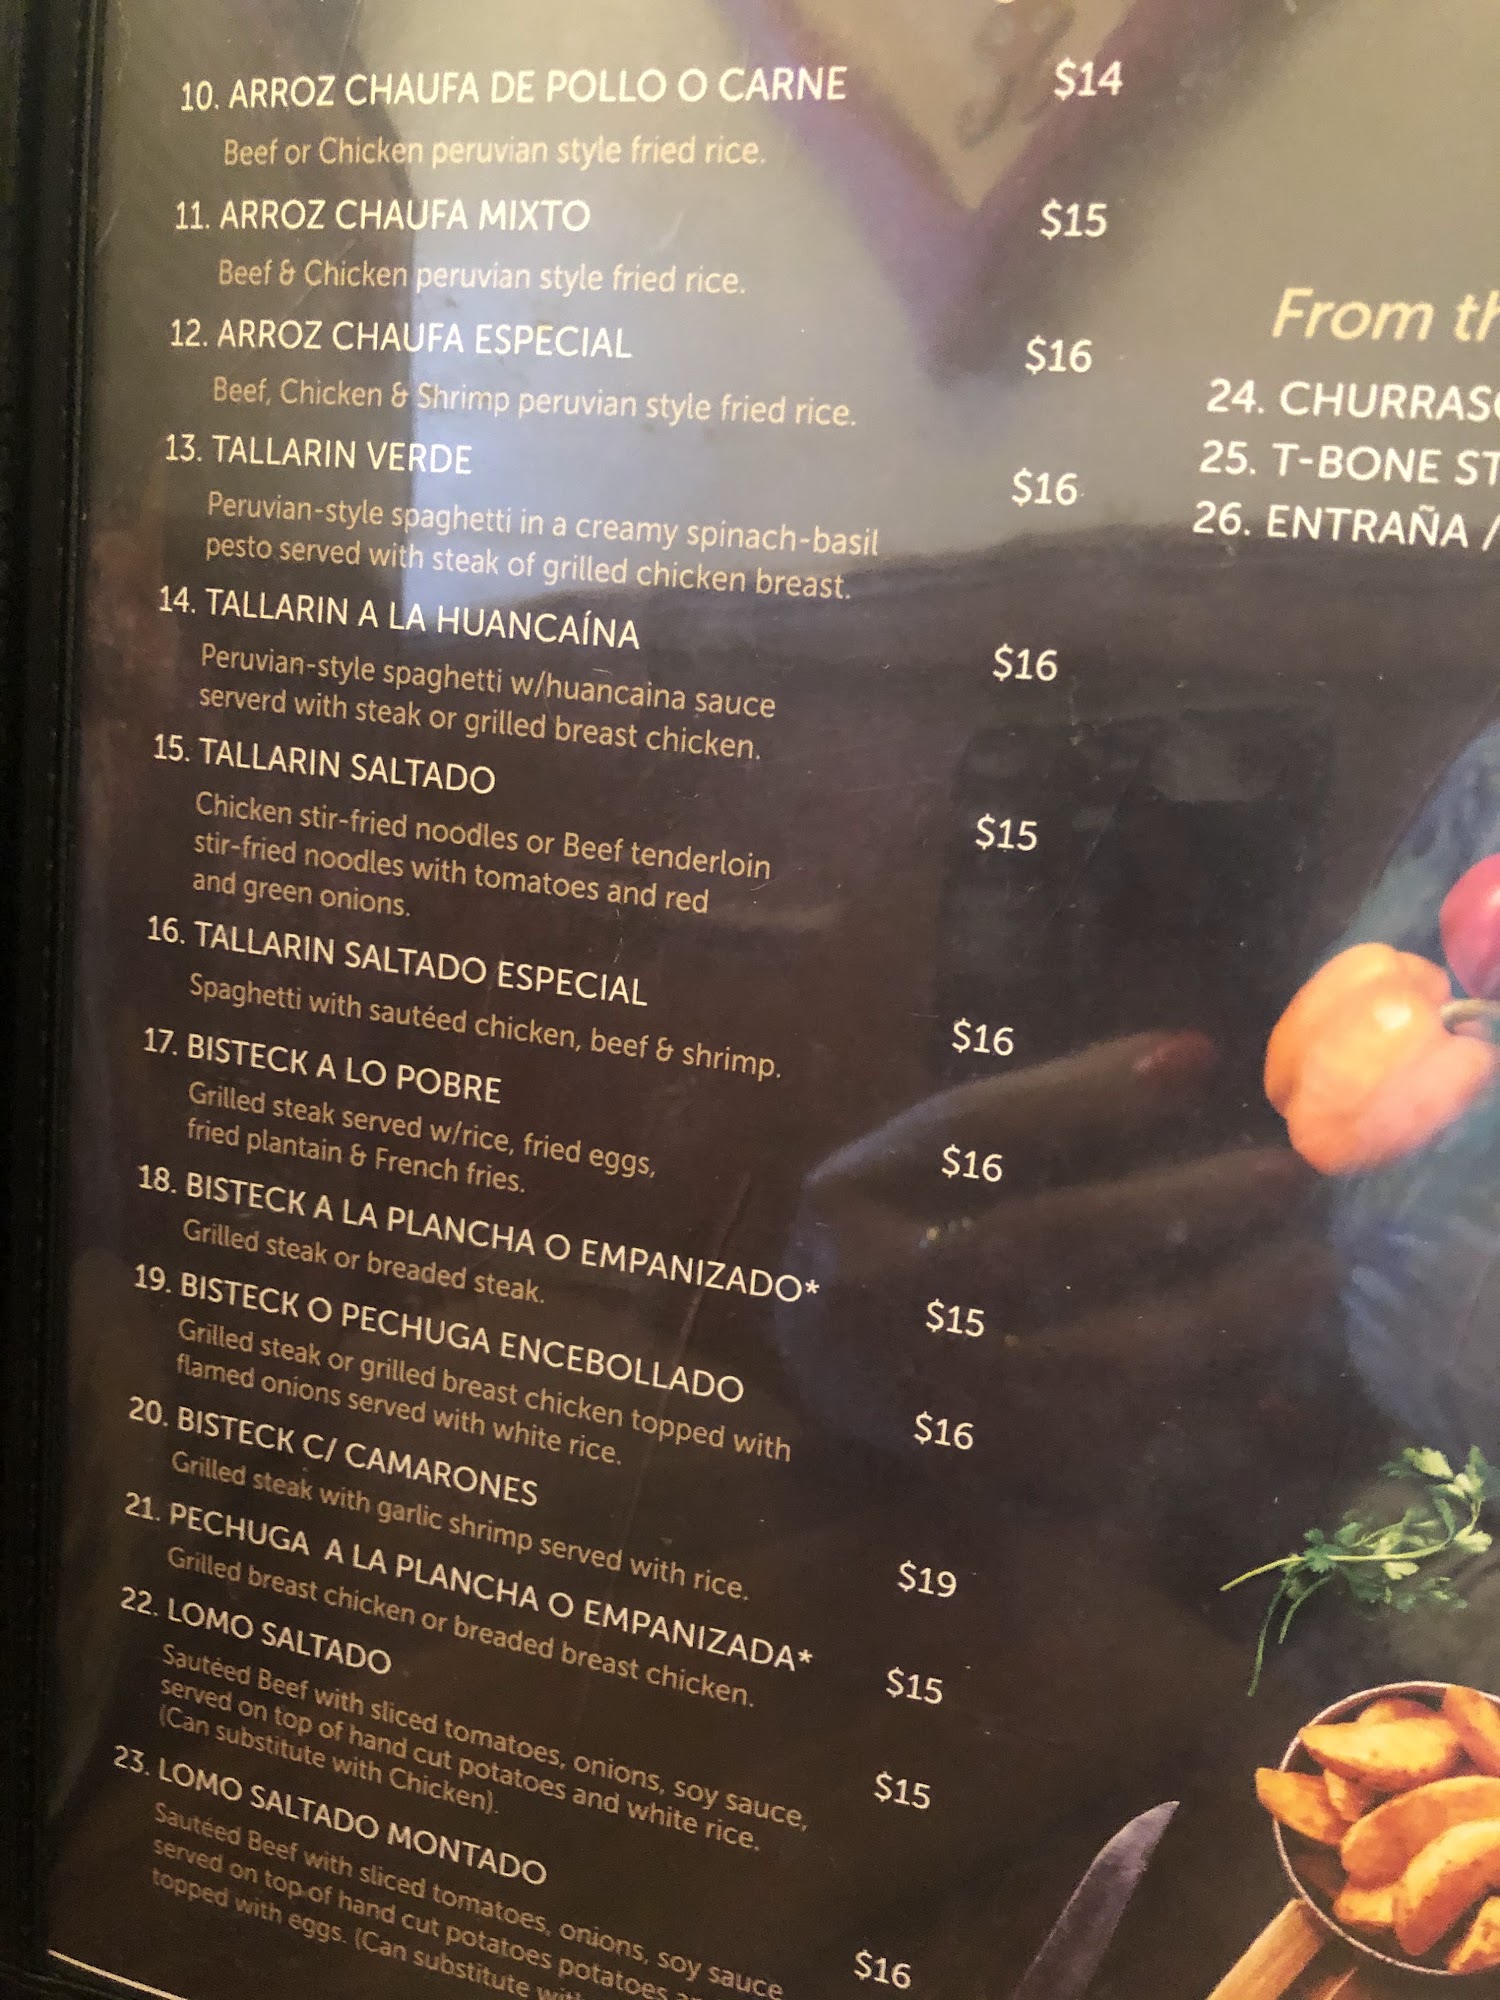 10. ARROZ CHAUFA DE POLLO O CARNE $14
Beef or Chicken peruvian style fried rice.
11. ARROZ CHAUFA MIXTO $15
Beef & Chicken peruvian style fried rice.
12. ARROZ CHAUFA ESPECIAL $16
Beef, Chicken & Shrimp peruvian style fried rice.
13. TALLARIN VERDE $16
Peruvian-style spaghetti in a creamy spinach-basil
pesto served with steak of grilled chicken breast.
14. TALLARIN A LA HUANCAÍNA $16
Peruvian-style spaghetti w/huancaina sauce
serverd with steak or grilled breast chicken.
15. TALLARIN SALTADO $15
Chicken stir-fried noodles or Beef tenderloin
stir-fried noodles with tomatoes and red
and green onions.
16. TALLARIN SALTADO ESPECIAL $16
Spaghetti with sautéed chicken, beef & shrimp.
17. BISTECK A LO POBRE $16
Grilled steak served w/rice, fried eggs,
fried plantain & French fries.
18. BISTECK A LA PLANCHA O EMPANIZADO* $15
Grilled steak or breaded steak.
19. BISTECK O PECHUGA ENCEBOLLADO $16
Grilled steak or grilled breast chicken topped with
flamed onions served with white rice.
20. BISTECK C/ CAMARONES $19
Grilled steak with garlic shrimp served with rice.
21. PECHUGA A LA PLANCHA O EMPANIZADA* $15
Grilled breast chicken or breaded breast chicken.
22. LOMO SALTADO $15
Sautéed Beef with sliced tomatoes, onions, soy sauce,
served on top of hand cut potatoes and white rice.
(Can substitute with Chicken).
23. LOMO SALTADO MONTADO $16
Sautéed Beef with sliced tomatoes, onions, soy sauce
served on top of hand cut potatoes potatoes
topped with eggs. (Can substitute
From
24. CHURRASC
25. T-BONE ST
26. ENTRAÑA /